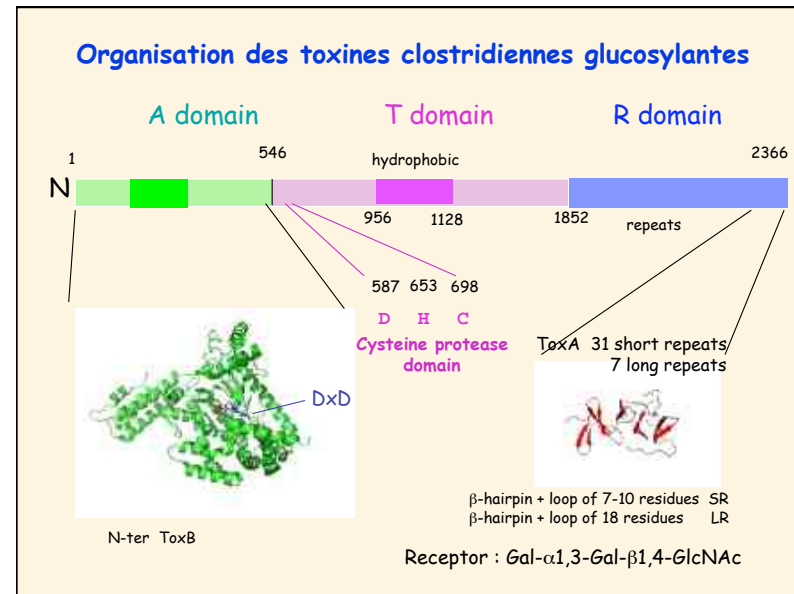 Organisation des toxines clostridiennes glucosylantes
A domain T domain R domain
1 546 hydrophobic 2366
N
956 1128 1852 repeats
587 653 698
D H C
Cysteine protease
domain
ToxA 31 short repeats
7 long repeats
DxD
β-hairpin + loop of 7-10 residues SR
β-hairpin + loop of 18 residues LR
N-ter ToxB
Receptor : Gal-α1,3-Gal-β1,4-GlcNAc